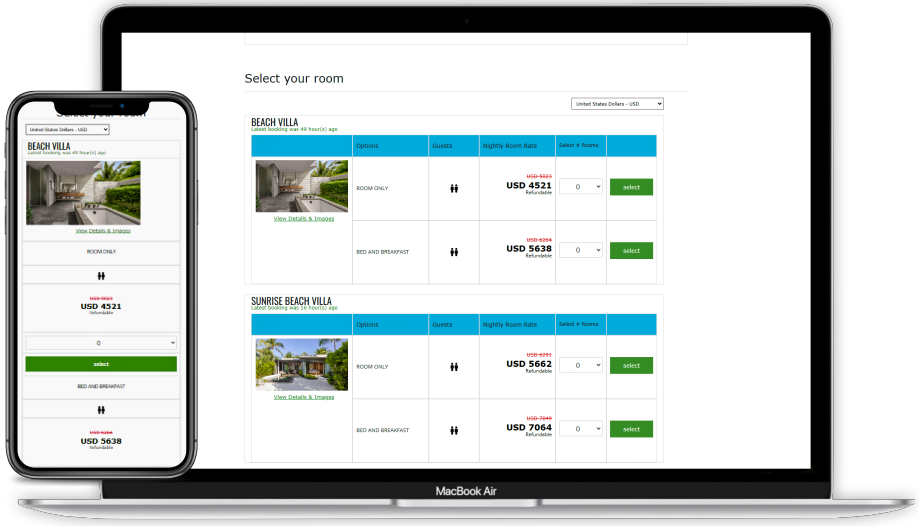 Select your room
United States Dollars - USD
BEACH VILLA
Latest booking was 49 hour(s) ago
Options
Guests
Nightly Room Rate
Select # Rooms
View Details & Images
ROOM ONLY
USD 5023
USD 4521
Refundable
0
select
BED AND BREAKFAST
USD 6264
USD 5638
Refundable
0
select
SUNRISE BEACH VILLA
Latest booking was 16 hour(s) ago
Options
Guests
Nightly Room Rate
Select # Rooms
View Details & Images
ROOM ONLY
USD 6291
USD 5662
Refundable
0
select
BED AND BREAKFAST
USD 7849
USD 7064
Refundable
0
select
MacBook Air
Select your room
United States Dollars - USD
BEACH VILLA
Latest booking was 49 hour(s) ago
View Details & Images
ROOM ONLY
USD 5023
USD 4521
Refundable
0
select
BED AND BREAKFAST
USD 6264
USD 5638
Refundable